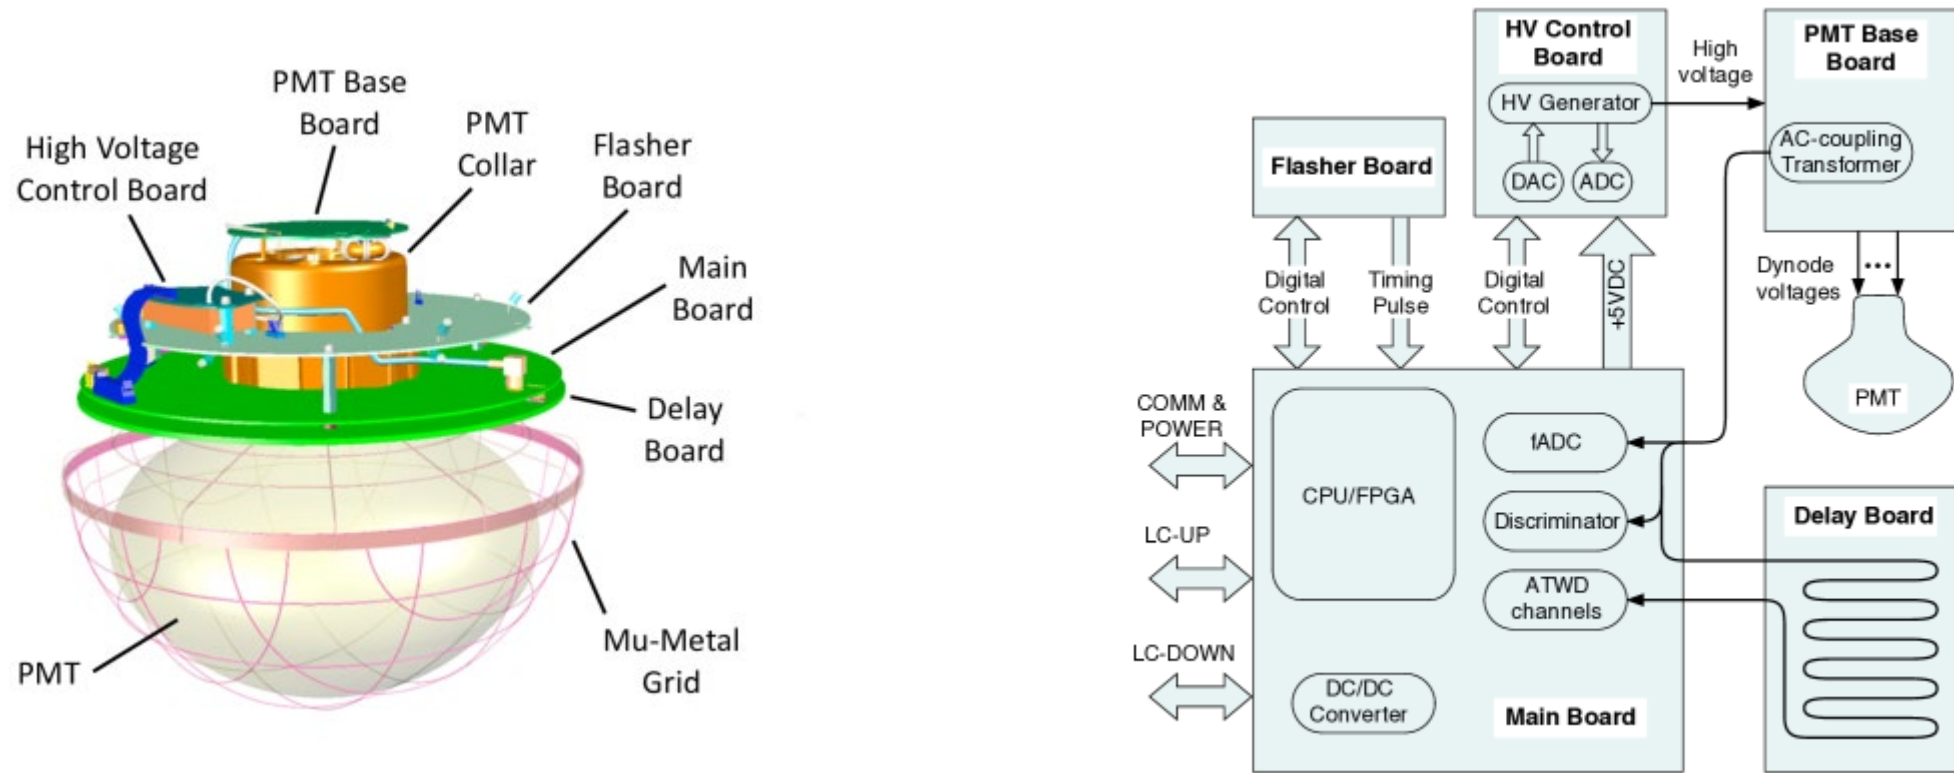 PMT Base
Board
PMT
Collar
Flasher
Board
High Voltage
Control Board
Main
Board
Delay
Board
Mu-Metal
Grid
PMT
HV Control
Board
HV Generator
DAC
ADC
High
voltage
PMT Base
Board
AC-coupling
Transformer
Flasher Board
Digital
Control
Timing
Pulse
Digital
Control
+5VDC
Dynode
voltages
...
PMT
COMM &
POWER
LC-UP
LC-DOWN
CPU/FPGA
fADC
Discriminator
ATWD
channels
DC/DC
Converter
Main Board
Delay Board